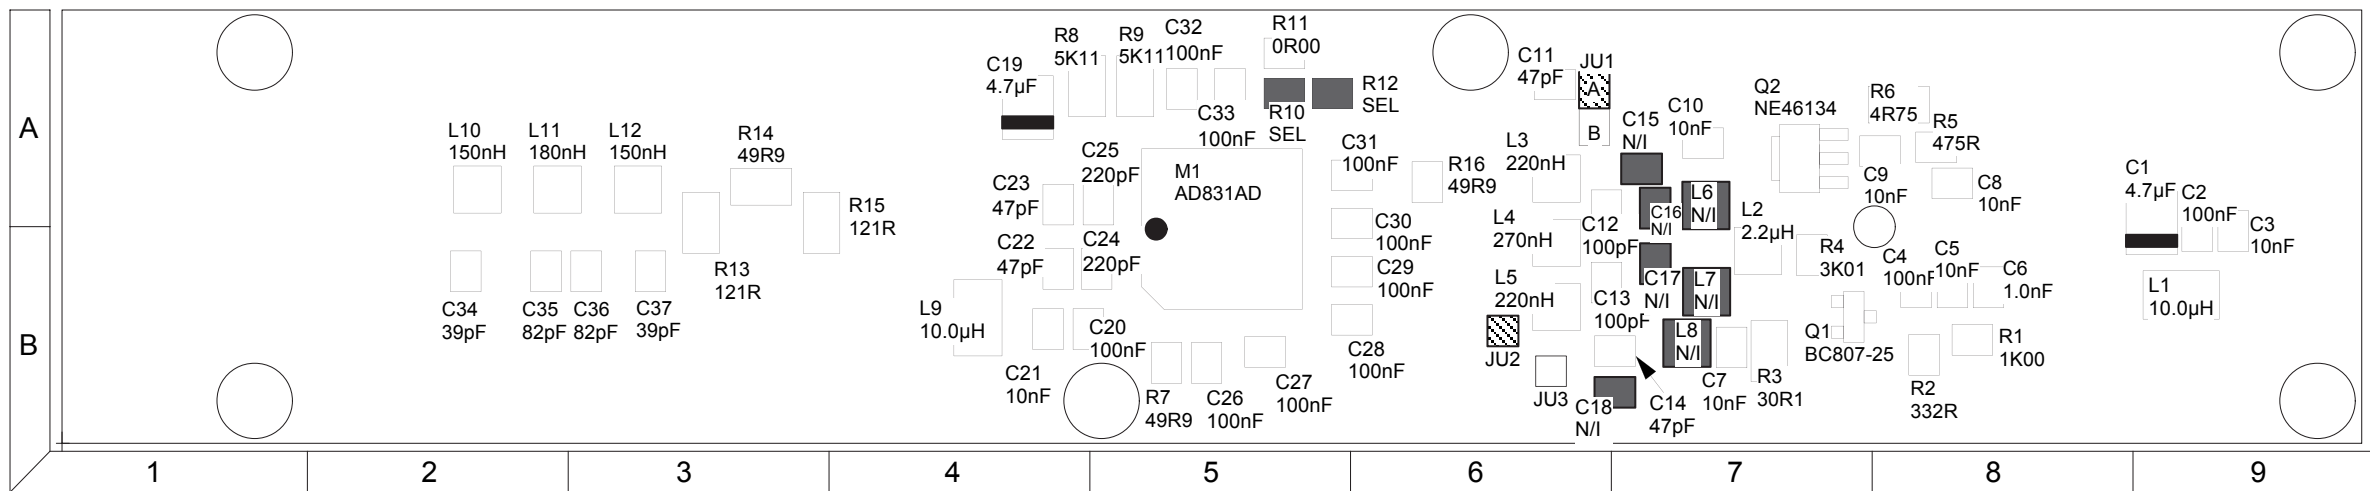 A
B
1
2
3
4
5
6
7
8
9
L10
150nH
L11
180nH
L12
150nH
R14
49R9
R15
121R
R13
121R
C34
39pF
C35
82pF
C36
82pF
C37
39pF
C19
4.7µF
R8
5K11
R9
5K11
C32
100nF
R11
0R00
C33
100nF
R10
SEL
R12
SEL
C25
220pF
C23
47pF
C24
220pF
C22
47pF
M1
AD831AD
C31
100nF
C30
100nF
C29
100nF
C28
100nF
R16
49R9
L9
10.0µH
C21
10nF
C20
100nF
R7
49R9
C26
100nF
C27
100nF
C11
47pF
JU1
A
B
L3
220nH
L4
270nH
L5
220nH
JU2
JU3
C12
100pF
C13
100pF
C14
47pF
C18
N/I
C15
N/I
C10
10nF
C16
N/I
L6
N/I
C17
N/I
L7
N/I
L8
N/I
L2
2.2µH
R4
3K01
C7
10nF
R3
30R1
Q2
NE46134
Q1
BC807-25
R6
4R75
R5
475R
C9
10nF
C8
10nF
C4
100nF
C5
10nF
C6
1.0nF
R2
332R
R1
1K00
C1
4.7µF
C2
100nF
C3
10nF
L1
10.0µH